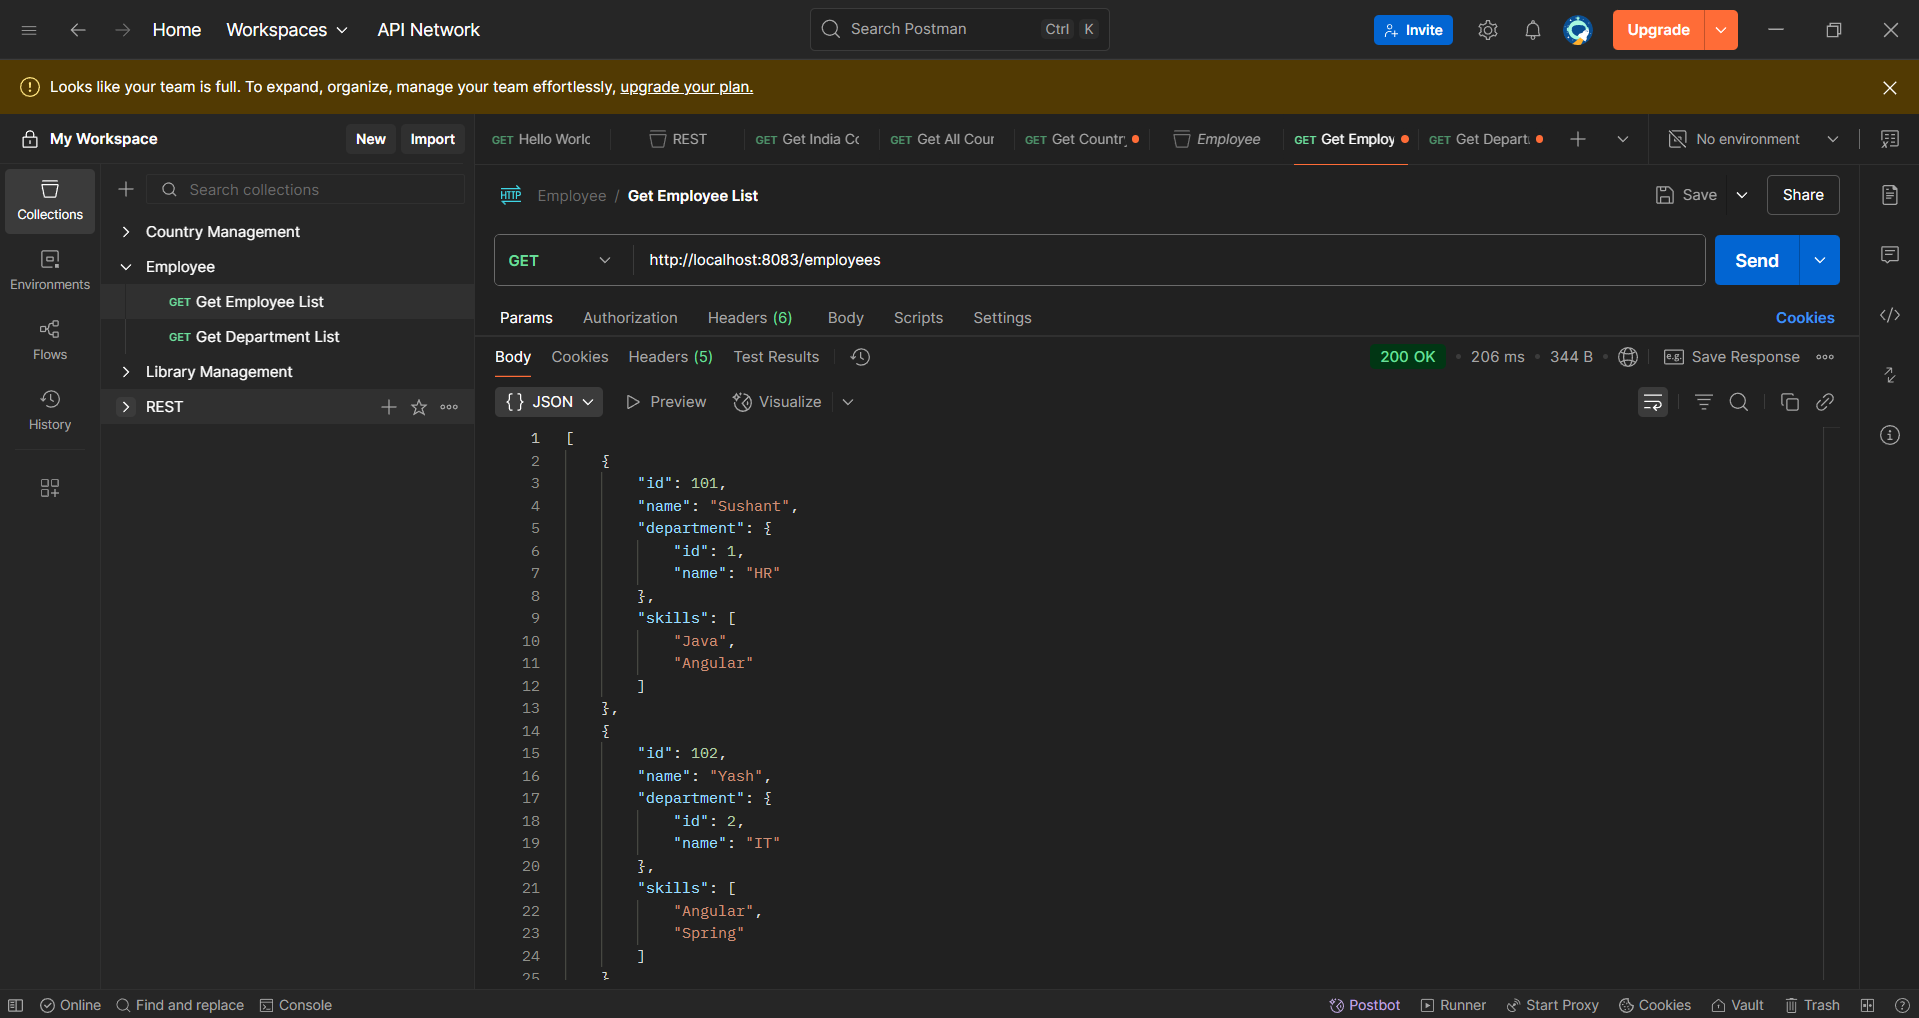 Home Workspaces API Network Search Postman Ctrl K Invite Upgrade
Looks like your team is full. To expand, organize, manage your team effortlessly, upgrade your plan.
My Workspace New Import
GET Hello World REST GET Get India Co GET Get All Cour GET Get Country Employee GET Get Employ GET Get Depart No environment
Collections
Environments
Flows
History
Search collections
Country Management
Employee
GET Get Employee List
GET Get Department List
Library Management
REST
HTTP Employee / Get Employee List Save Share
GET http://localhost:8083/employees Send
Params Authorization Headers (6) Body Scripts Settings Cookies
Body Cookies Headers (5) Test Results 200 OK • 206 ms • 344 B • e.g. Save Response
{} JSON Preview Visualize
1 [
2 {
3 "id": 101,
4 "name": "Sushant",
5 "department": {
6 "id": 1,
7 "name": "HR"
8 },
9 "skills": [
10 "Java",
11 "Angular"
12 ]
13 },
14 {
15 "id": 102,
16 "name": "Yash",
17 "department": {
18 "id": 2,
19 "name": "IT"
20 },
21 "skills": [
22 "Angular",
23 "Spring"
24 ]
25 }
Online Find and replace Console Postbot Runner Start Proxy Cookies Vault Trash